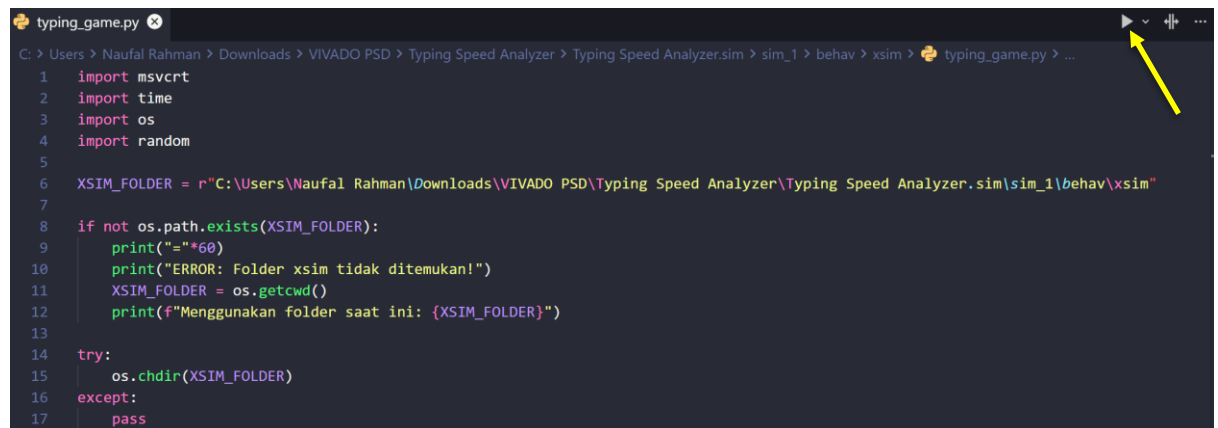 typing_game.py
C: > Users > Naufal Rahman > Downloads > VIVADO PSD > Typing Speed Analyzer > Typing Speed Analyzer.sim > sim_1 > behav > xsim > typing_game.py > ...
1 import msvcrt
2 import time
3 import os
4 import random
5
6 XSIM_FOLDER = r"C:\Users\Naufal Rahman\Downloads\VIVADO PSD\Typing Speed Analyzer\Typing Speed Analyzer.sim\sim_1\behav\xsim"
7
8 if not os.path.exists(XSIM_FOLDER):
9     print("="*60)
10     print("ERROR: Folder xsim tidak ditemukan!")
11     XSIM_FOLDER = os.getcwd()
12     print(f"Menggunakan folder saat ini: {XSIM_FOLDER}")
13
14 try:
15     os.chdir(XSIM_FOLDER)
16 except:
17     pass